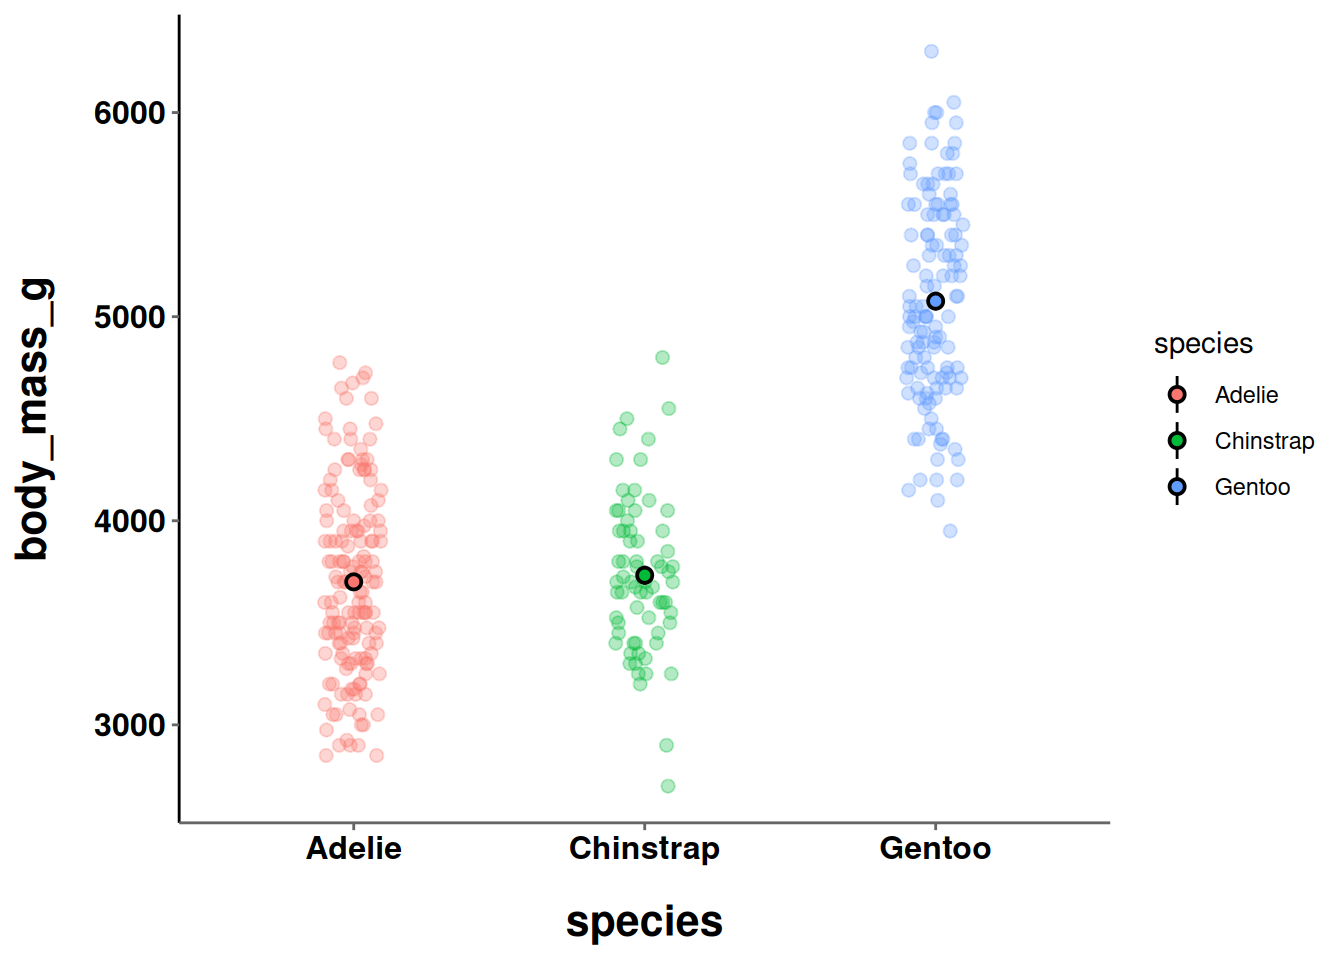 body_mass_g
6000
5000
4000
3000
Adelie Chinstrap Gentoo
species
species
Adelie
Chinstrap
Gentoo